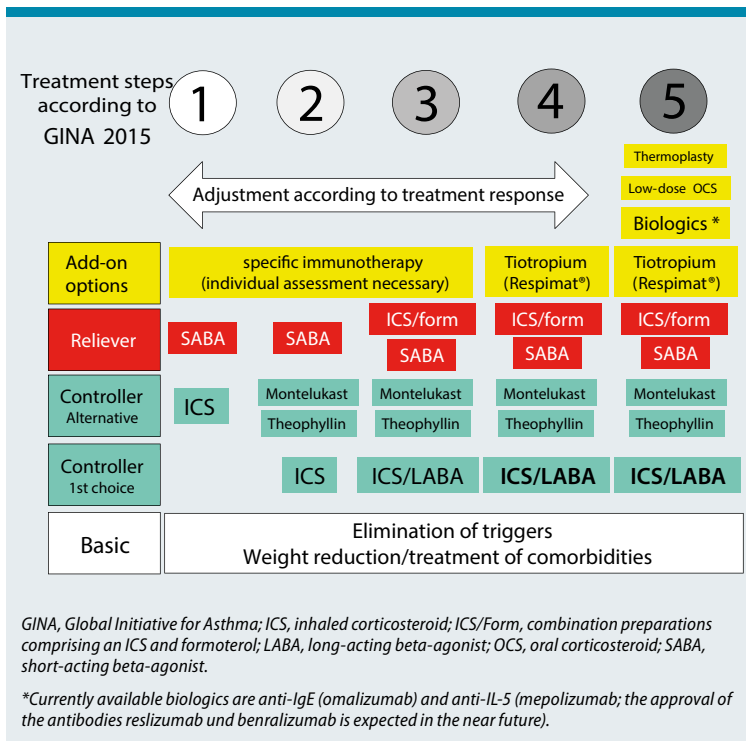 Treatment steps
according to
GINA 2015
1
2
3
4
5
Adjustment according to treatment response
Thermoplasty
Low-dose OCS
Biologics *
Add-on
options
specific immunotherapy
(individual assessment necessary)
Tiotropium
(Respimat®)
Tiotropium
(Respimat®)
Reliever
SABA
SABA
ICS/form
SABA
ICS/form
SABA
ICS/form
SABA
Controller
Alternative
ICS
Montelukast
Theophyllin
Montelukast
Theophyllin
Montelukast
Theophyllin
Montelukast
Theophyllin
Controller
1st choice
ICS
ICS/LABA
ICS/LABA
ICS/LABA
Basic
Elimination of triggers
Weight reduction/treatment of comorbidities
GINA, Global Initiative for Asthma; ICS, inhaled corticosteroid; ICS/Form, combination preparations
comprising an ICS and formoterol; LABA, long-acting beta-agonist; OCS, oral corticosteroid; SABA,
short-acting beta-agonist.
*Currently available biologics are anti-IgE (omalizumab) and anti-IL-5 (mepolizumab; the approval of
the antibodies reslizumab und benralizumab is expected in the near future).